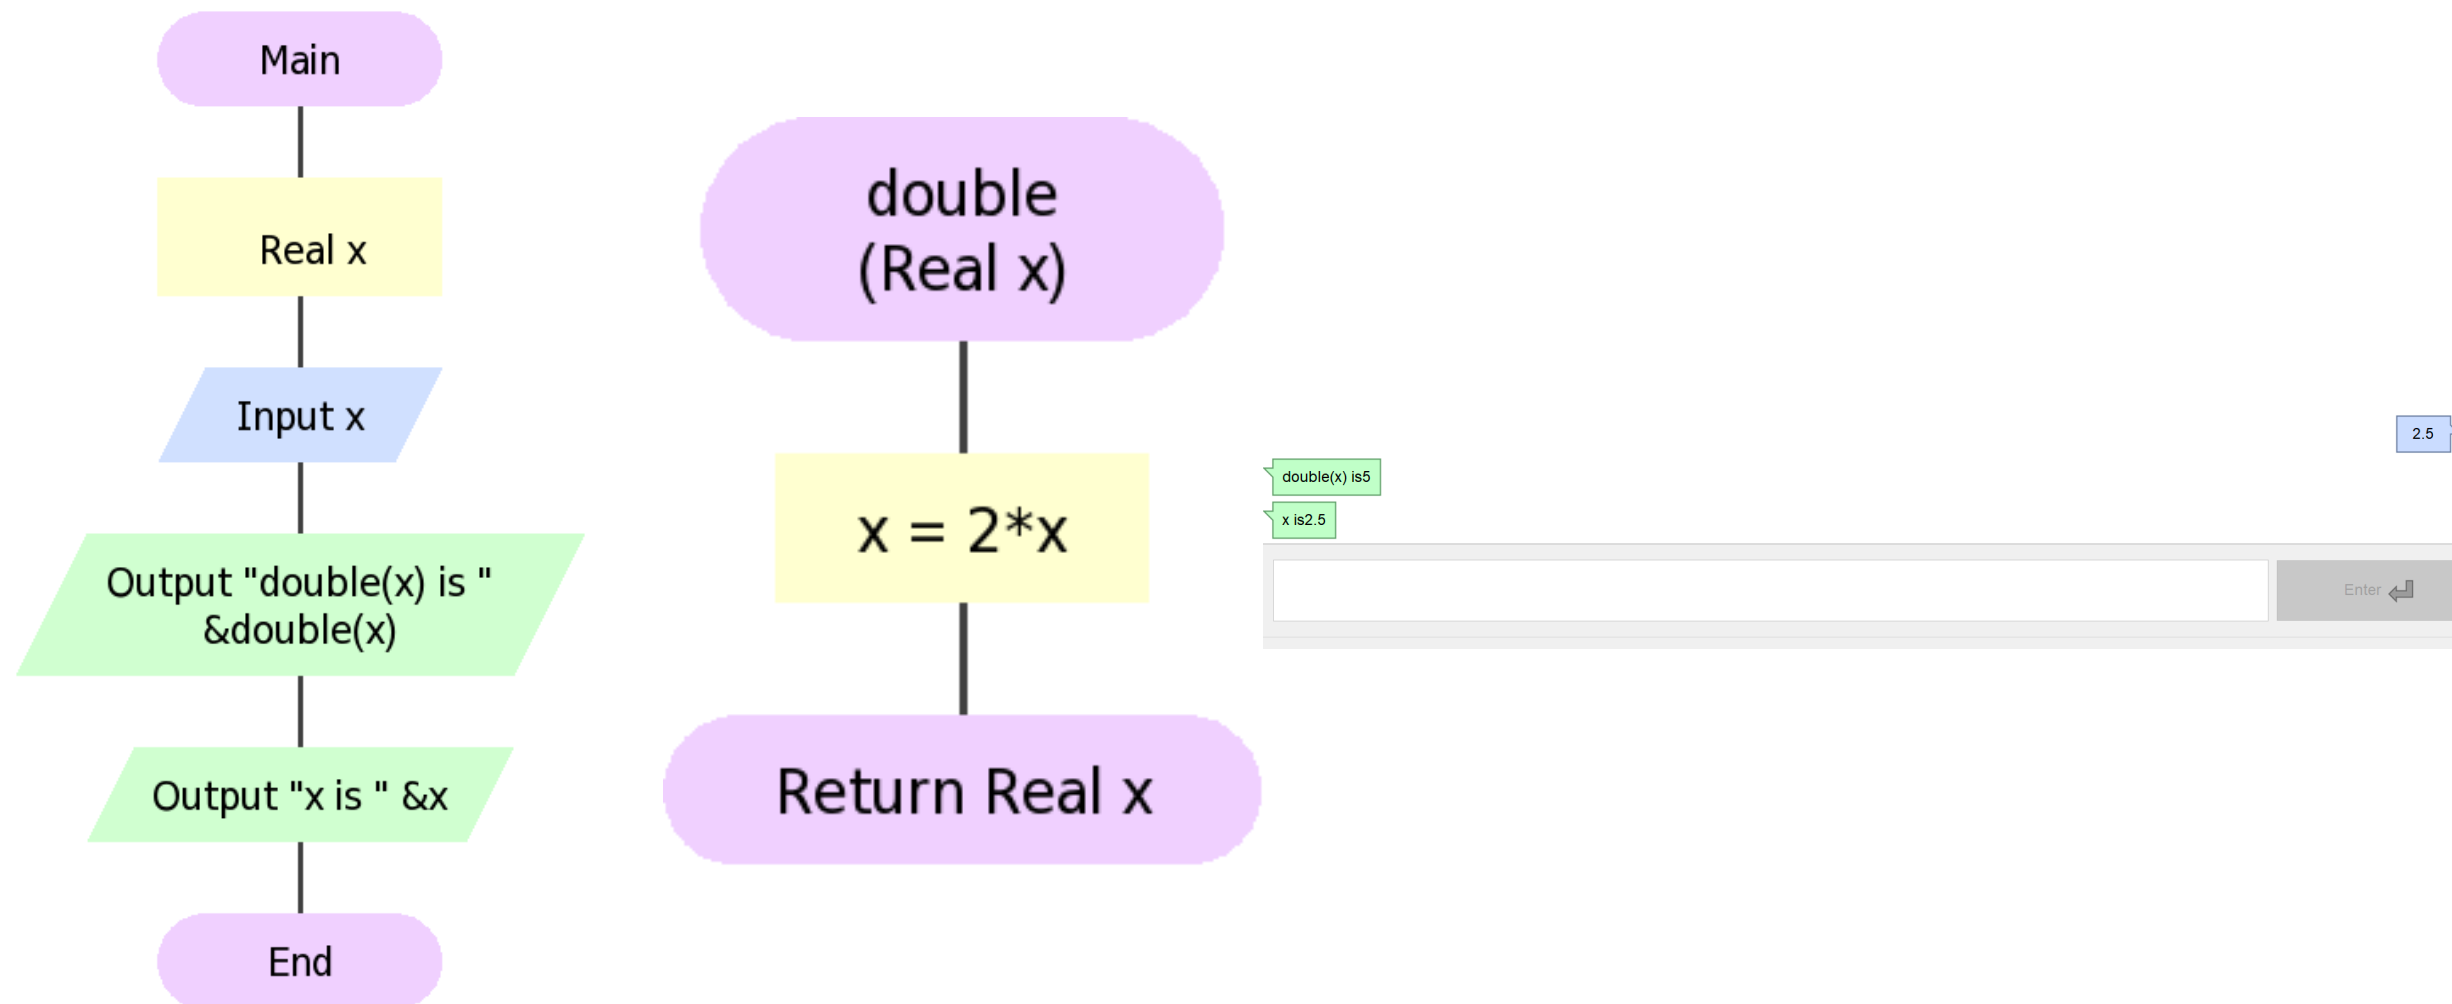 Main
Real x
Input x
Output "double(x) is "
&double(x)
Output "x is " &x
End
double
(Real x)
x = 2*x
Return Real x
2.5
double(x) is5
x is2.5
Enter